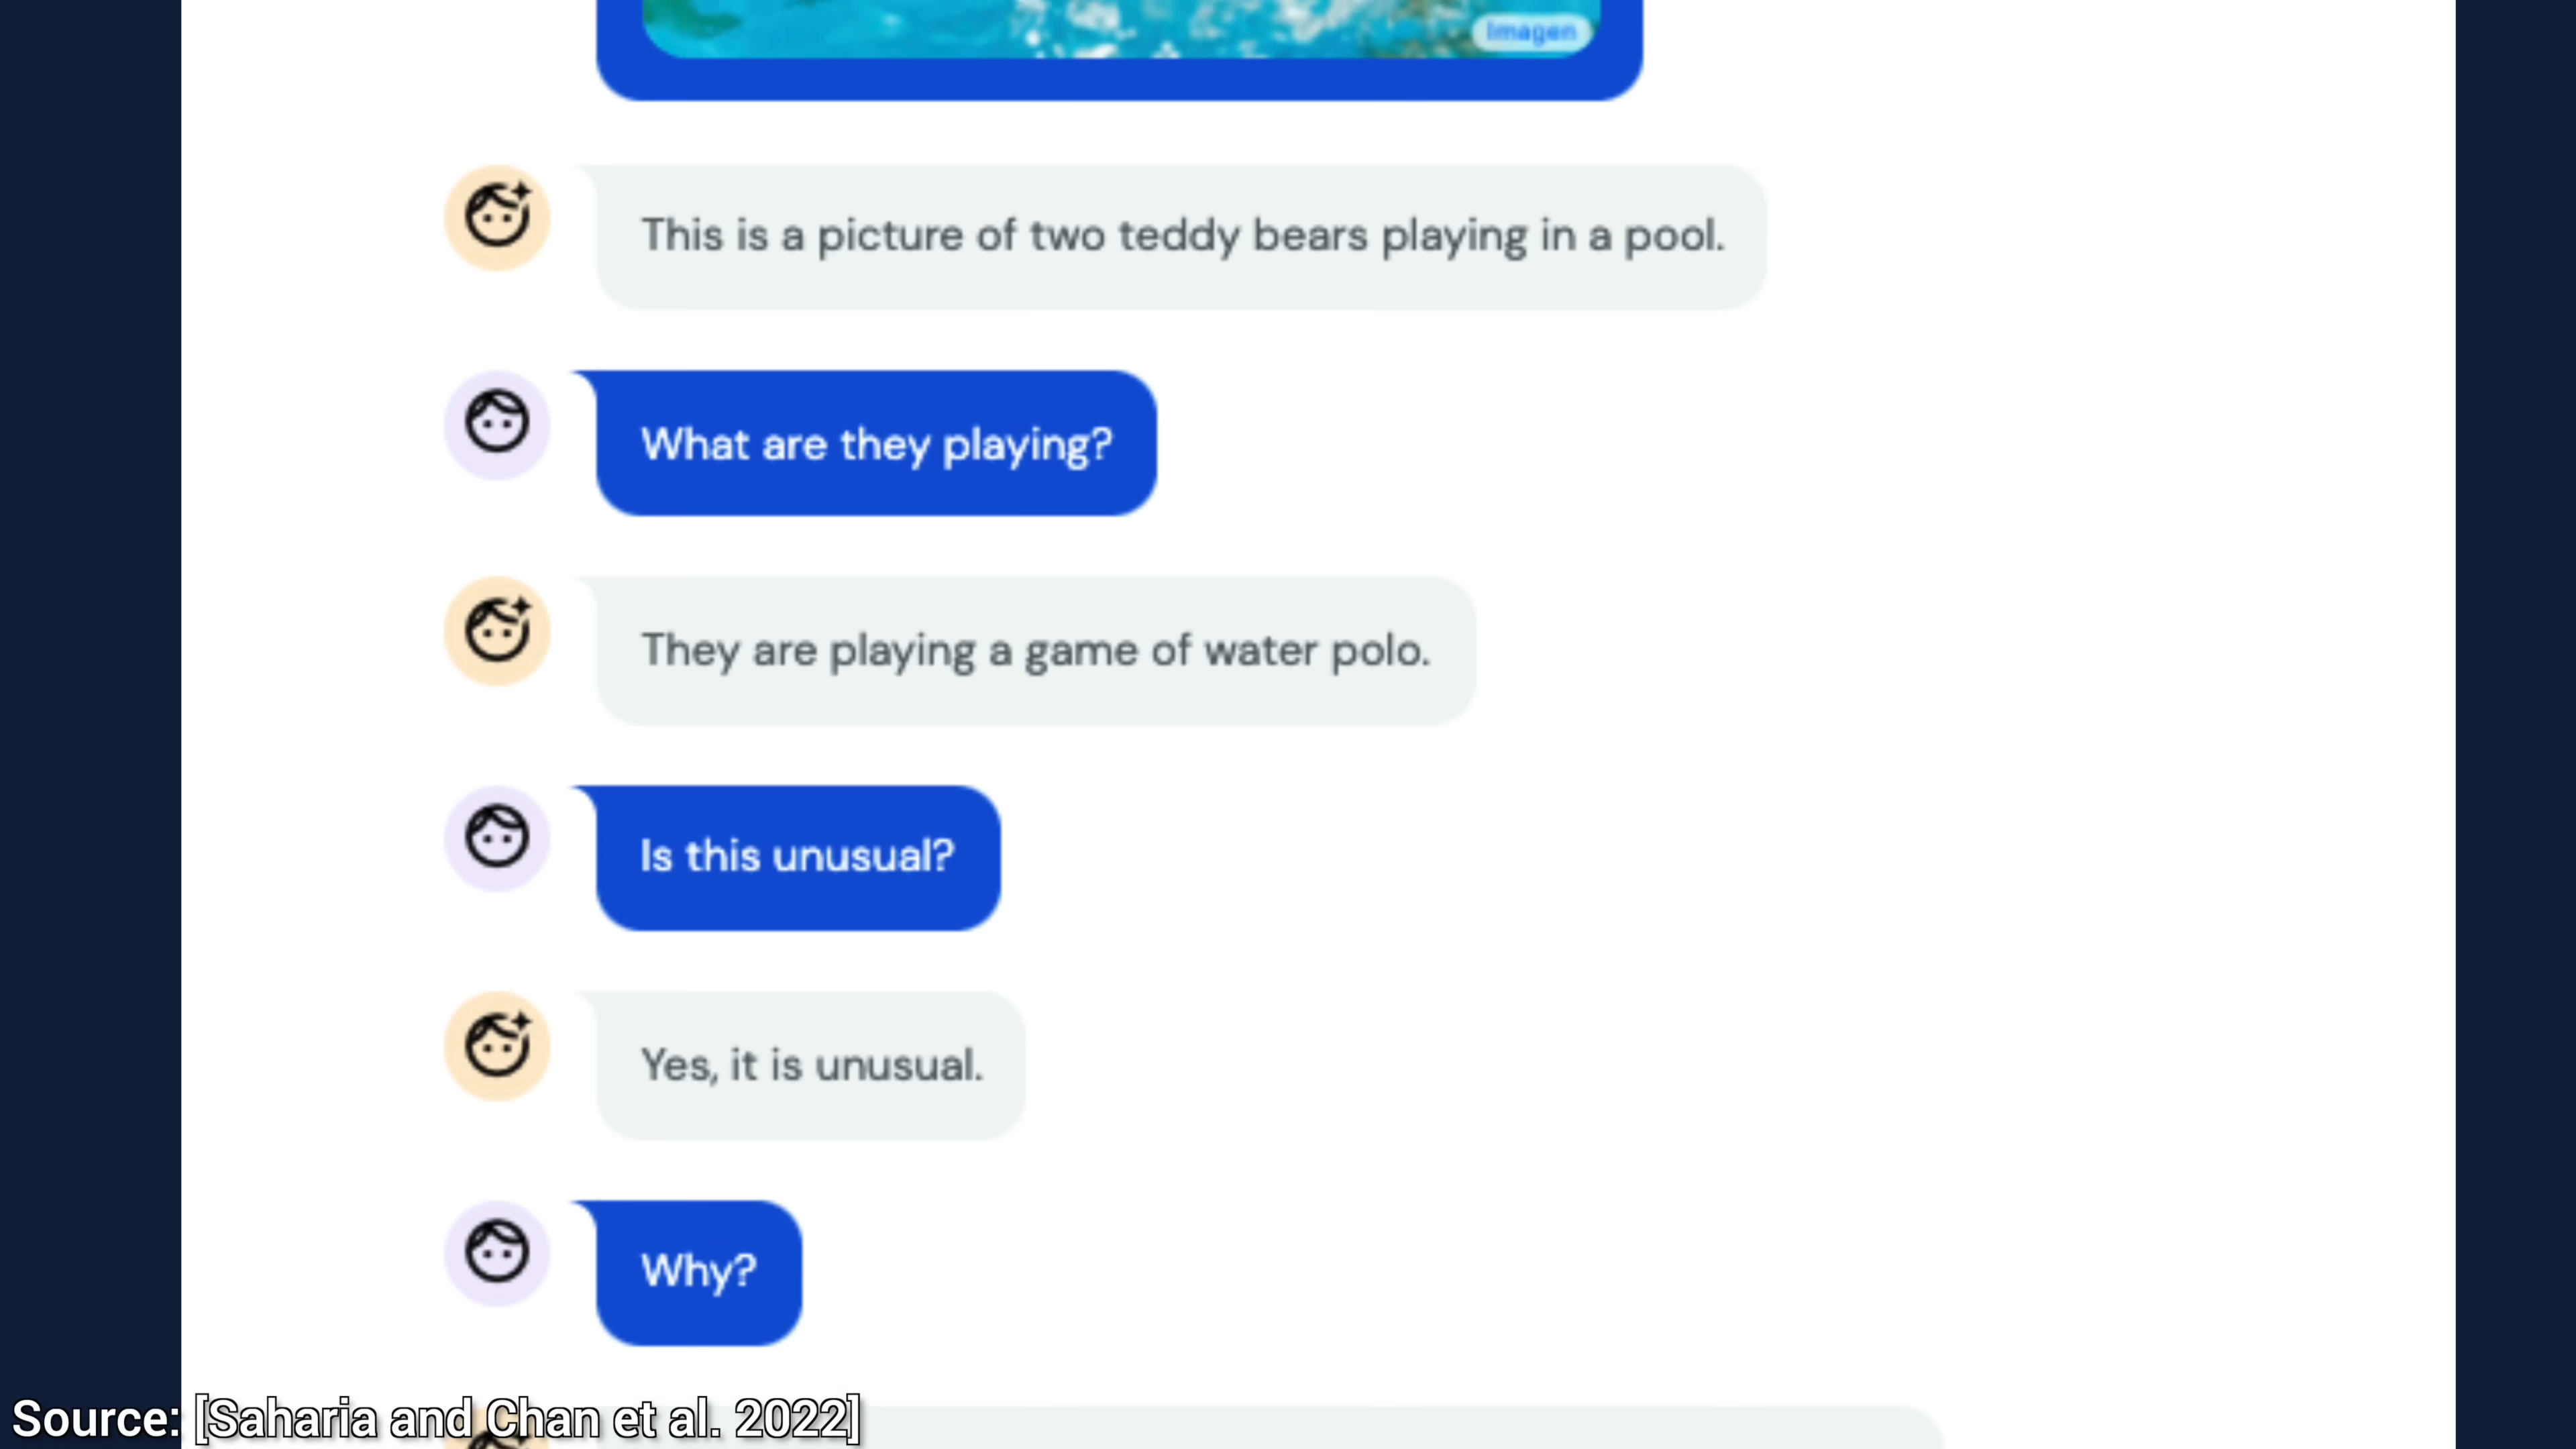 Imagen
This is a picture of two teddy bears playing in a pool.
What are they playing?
They are playing a game of water polo.
Is this unusual?
Yes, it is unusual.
Why?
Source: [Saharia and Chan et al. 2022]